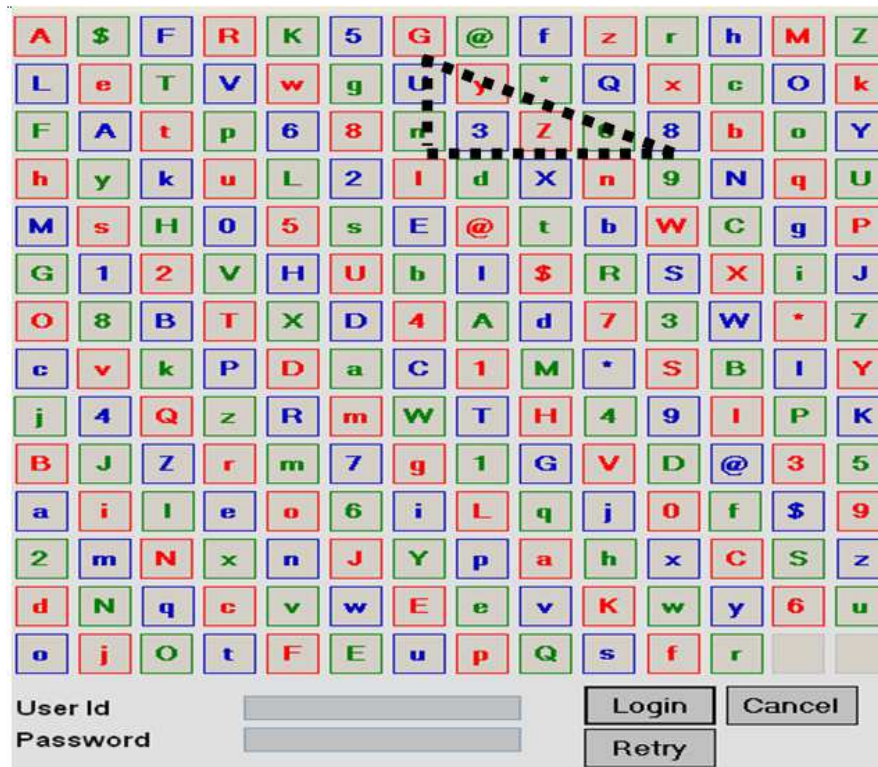 A $ F R K 5 G @ f z r h M Z
L e T V w g U y * Q x c O k
F A t p 6 8 n 3 Z 8 b o Y
h y k u L 2 I d X n 9 N q U
M s H 0 5 s E @ t b W C g P
G 1 2 V H U b I $ R S X i J
O 8 B T X D 4 A d 7 3 W * 7
c v k P D a C 1 M * S B I Y
j 4 Q z R m W T H 4 9 I P K
B J Z r m 7 g 1 G V D @ 3 5
a i l e o 6 i L q j 0 f $ 9
2 m N x n J Y p a h x C S z
d N q c v w E e v K w y 6 u
o j O t F E u p Q s f r
User Id
Login Cancel
Password
Retry